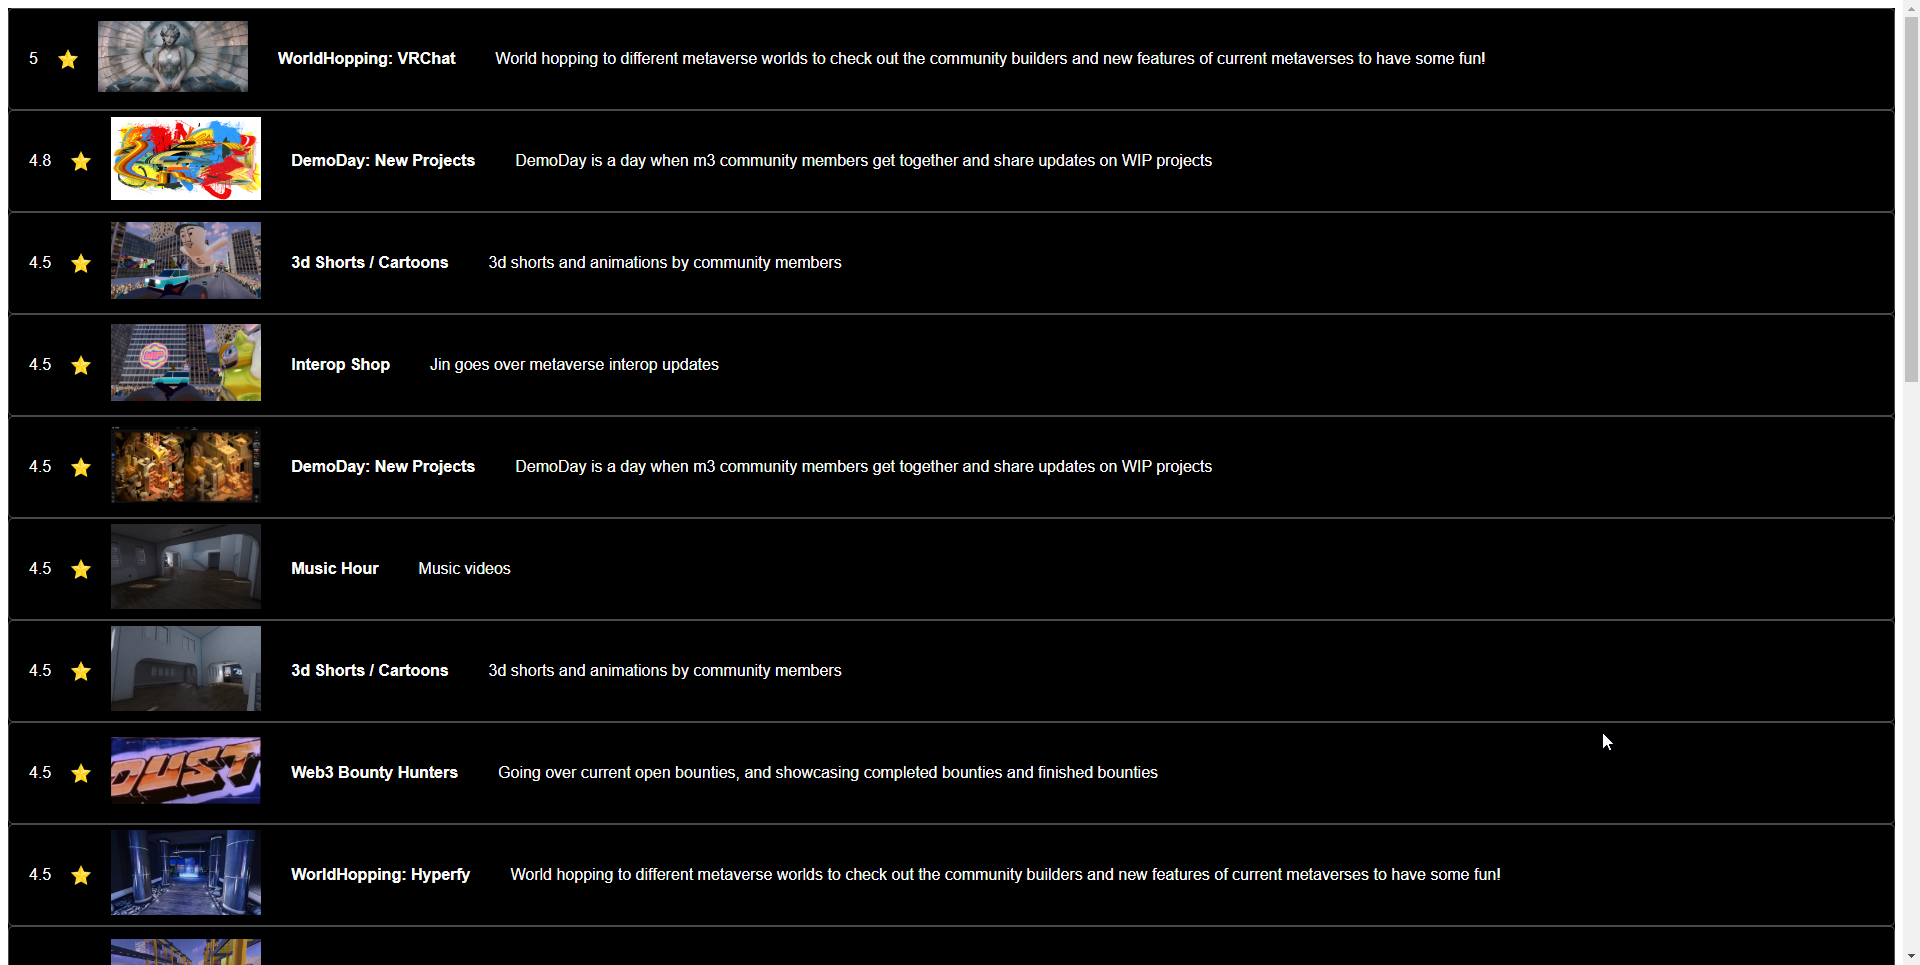 5 WorldHopping: VRChat World hopping to different metaverse worlds to check out the community builders and new features of current metaverses to have some fun!
4.8 DemoDay: New Projects DemoDay is a day when m3 community members get together and share updates on WIP projects
4.5 3d Shorts / Cartoons 3d shorts and animations by community members
4.5 Interop Shop Jin goes over metaverse interop updates
4.5 DemoDay: New Projects DemoDay is a day when m3 community members get together and share updates on WIP projects
4.5 Music Hour Music videos
4.5 3d Shorts / Cartoons 3d shorts and animations by community members
4.5 DUST Web3 Bounty Hunters Going over current open bounties, and showcasing completed bounties and finished bounties
4.5 WorldHopping: Hyperfy World hopping to different metaverse worlds to check out the community builders and new features of current metaverses to have some fun!